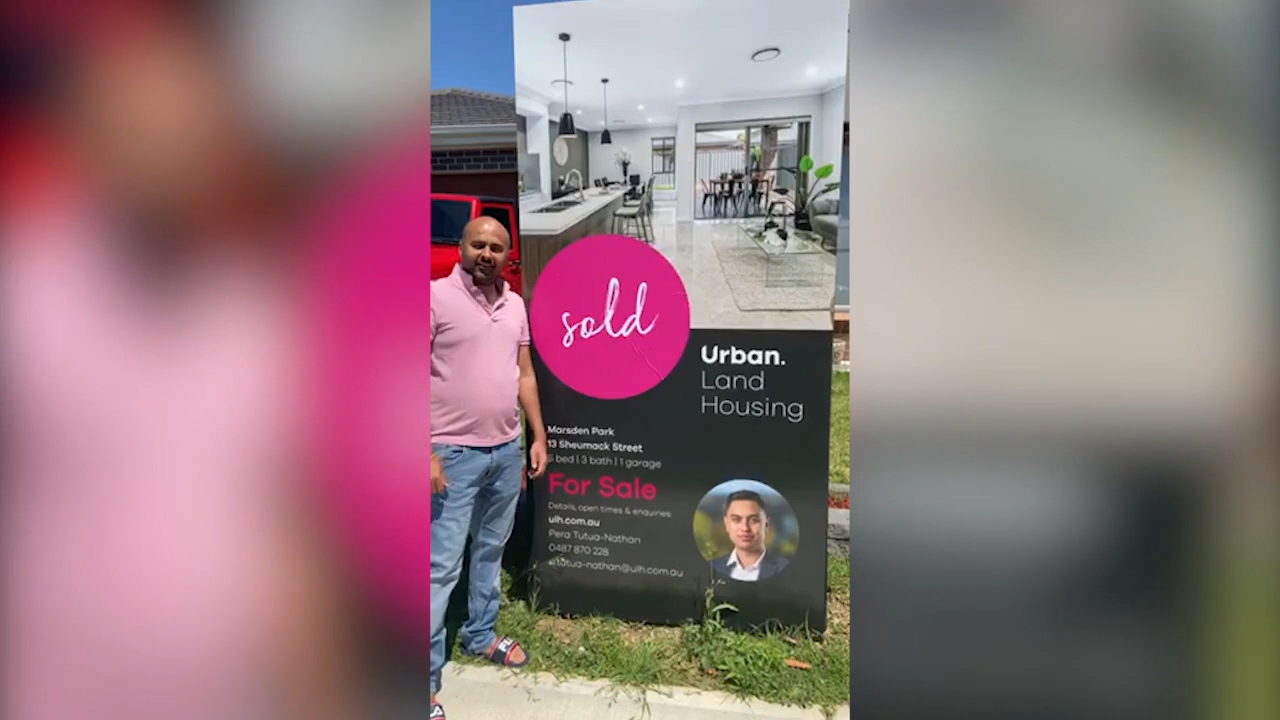 sold
Urban.
Land
Housing
Marsden Park
13 Sheumack Street
5 bed | 3 bath | 1 garage
For Sale
Details, open times & enquiries:
ulh.com.au
Pera Tutua-Nathan
0487 870 228
tutua-nathan@ulh.com.au